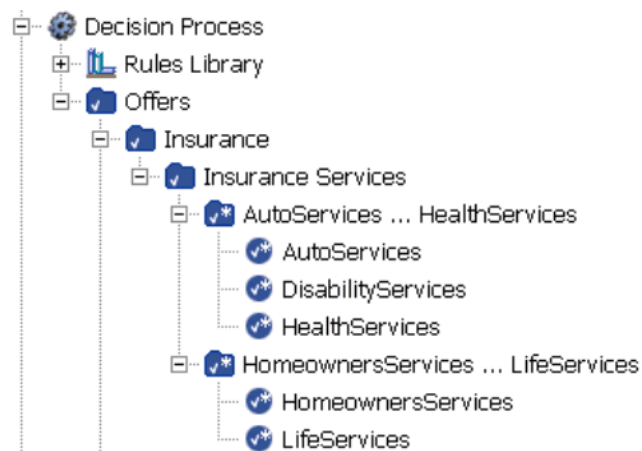 Decision Process
Rules Library
Offers
Insurance
Insurance Services
AutoServices ... HealthServices
AutoServices
DisabilityServices
HealthServices
HomeownersServices ... LifeServices
HomeownersServices
LifeServices